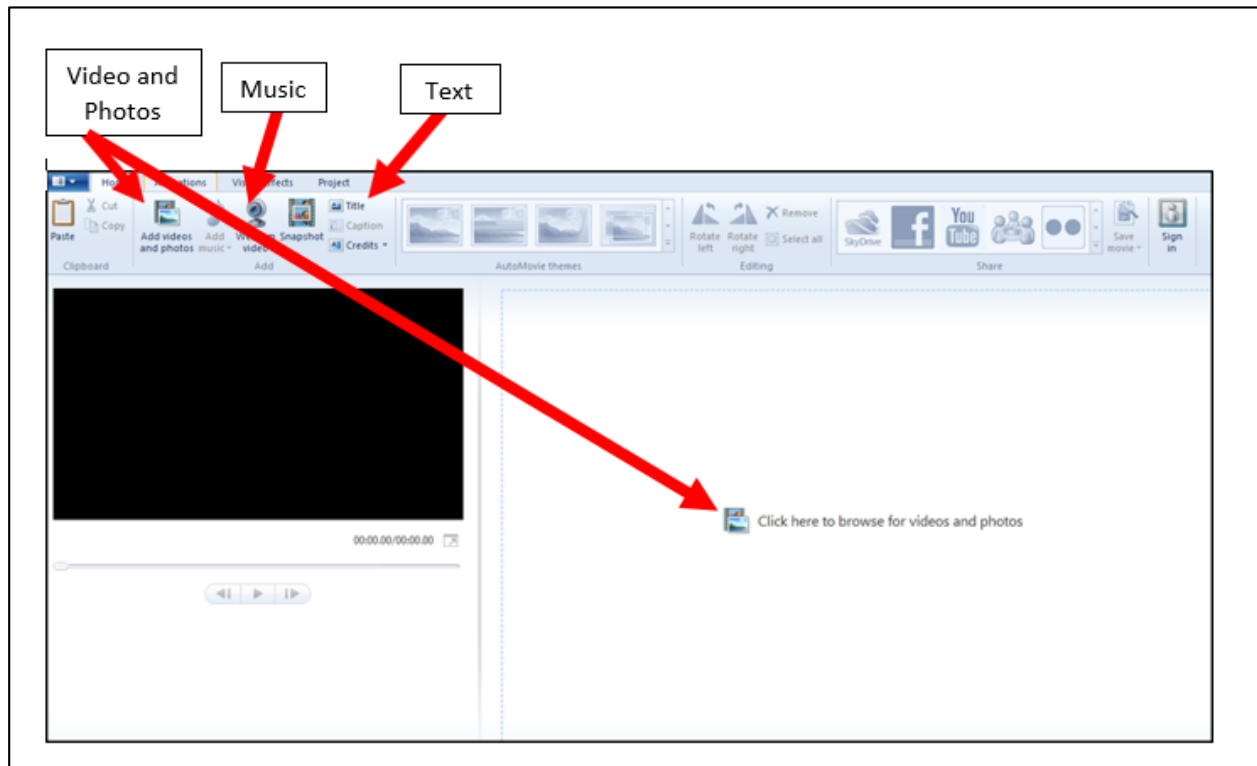 Video and
Photos
Music
Text
Project
Cut
Copy
Paste
Clipboard
Add videos
and photos
Add
music
video
Snapshot
Title
Caption
Credits
Add
AutoMovie themes
Rotate
left
Rotate
right
Remove
Select all
Editing
SkyDrive
f
You
Tube
Share
Save
movie
Sign
in
00:00.00/00:00.00
Click here to browse for videos and photos